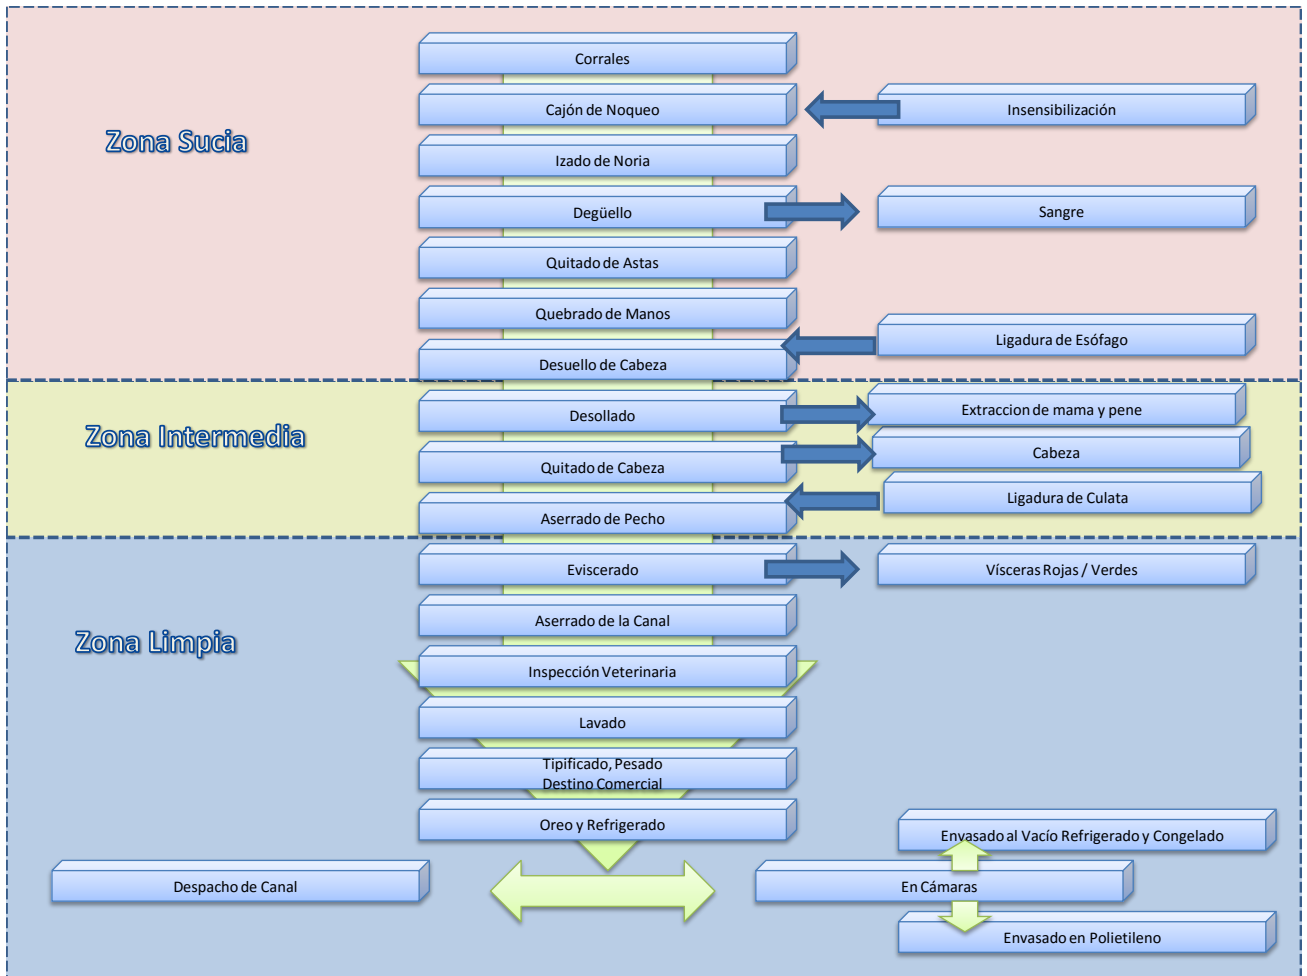 Corrales
Cajón de Noqueo
Insensibilización
Zona Sucia
Izado de Noria
Degüello
Sangre
Quitado de Astas
Quebrado de Manos
Ligadura de Esófago
Desuello de Cabeza
Desollado
Extraccion de mama y pene
Zona Intermedia
Quitado de Cabeza
Cabeza
Aserrado de Pecho
Ligadura de Culata
Eviscerado
Vísceras Rojas / Verdes
Aserrado de la Canal
Zona Limpia
Inspección Veterinaria
Lavado
Tipificado, Pesado
Destino Comercial
Oreo y Refrigerado
Envasado al Vacío Refrigerado y Congelado
Despacho de Canal
En Cámaras
Envasado en Polietileno